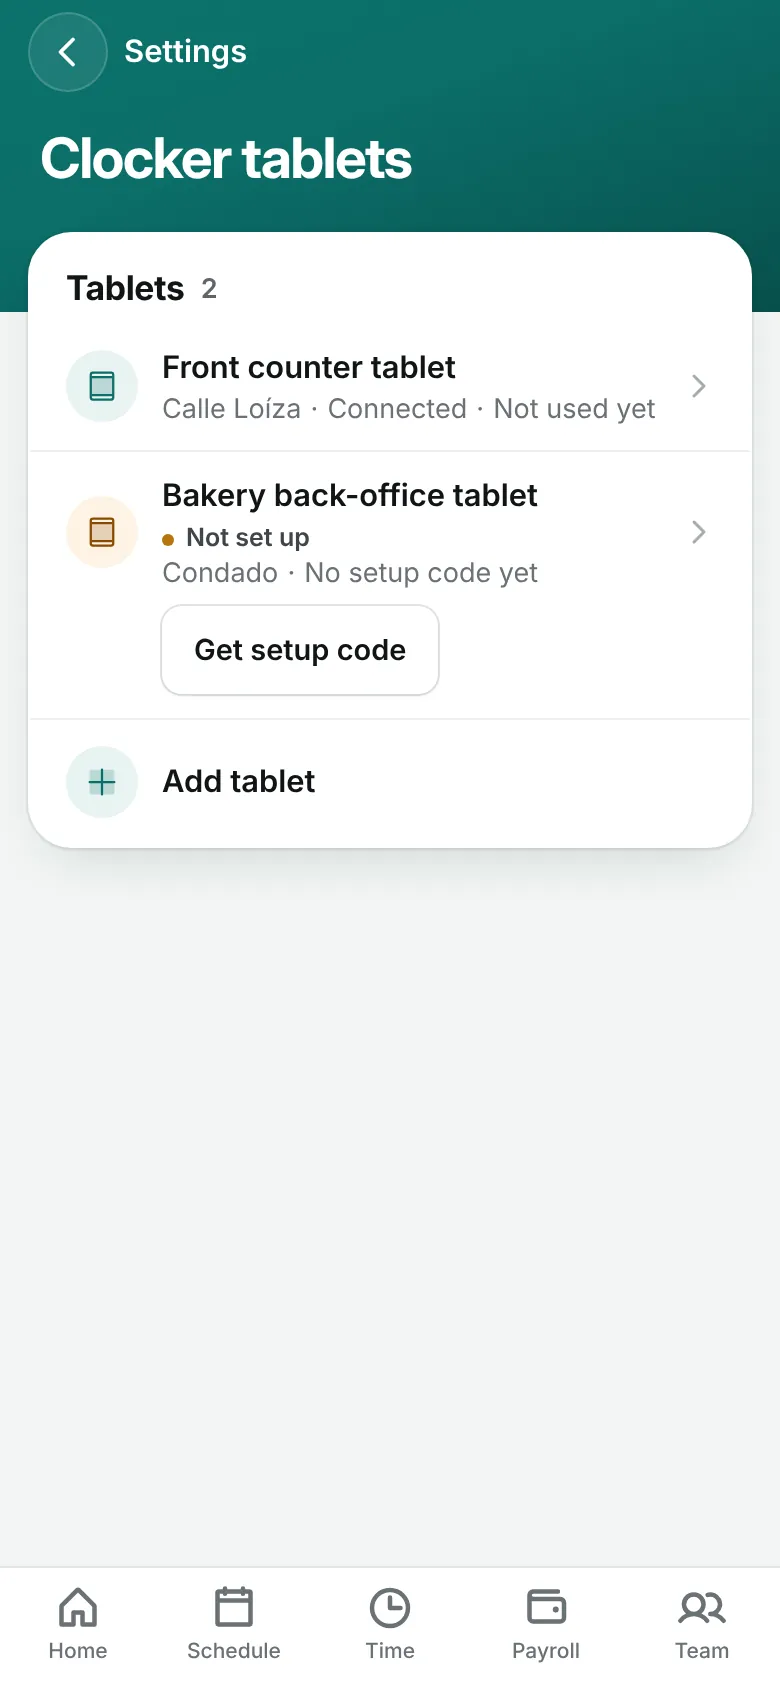 Settings
Clocker tablets
Tablets 2
Front counter tablet
Calle Loíza · Connected · Not used yet
Bakery back-office tablet
Not set up
Condado · No setup code yet
Get setup code
Add tablet
Home Schedule Time Payroll Team